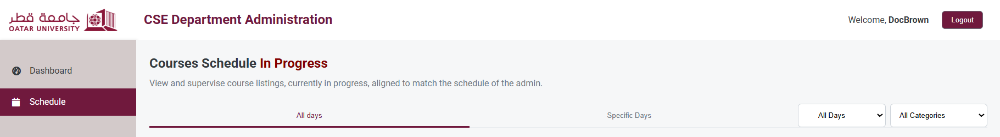 جامعة قطر
QATAR UNIVERSITY
CSE Department Administration
Welcome, DocBrown
Logout
Dashboard
Schedule
Courses Schedule In Progress
View and supervise course listings, currently in progress, aligned to match the schedule of the admin.
All days
Specific Days
All Days
All Categories